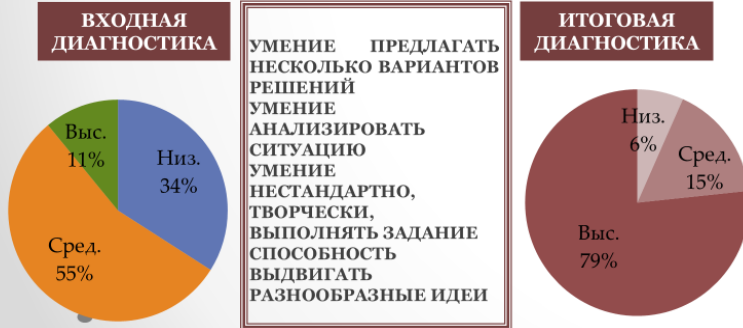 ВХОДНАЯ
ДИАГНОСТИКА
Выс.
11%
Низ.
34%
Сред.
55%
УМЕНИЕ ПРЕДЛАГАТЬ
НЕСКОЛЬКО ВАРИАНТОВ
РЕШЕНИЙ
УМЕНИЕ
АНАЛИЗИРОВАТЬ
СИТУАЦИЮ
УМЕНИЕ
НЕСТАНДАРТНО,
ТВОРЧЕСКИ,
ВЫПОЛНЯТЬ ЗАДАНИЕ
СПОСОБНОСТЬ
ВЫДВИГАТЬ
РАЗНООБРАЗНЫЕ ИДЕИ
ИТОГОВАЯ
ДИАГНОСТИКА
Низ.
6%
Сред.
15%
Выс.
79%